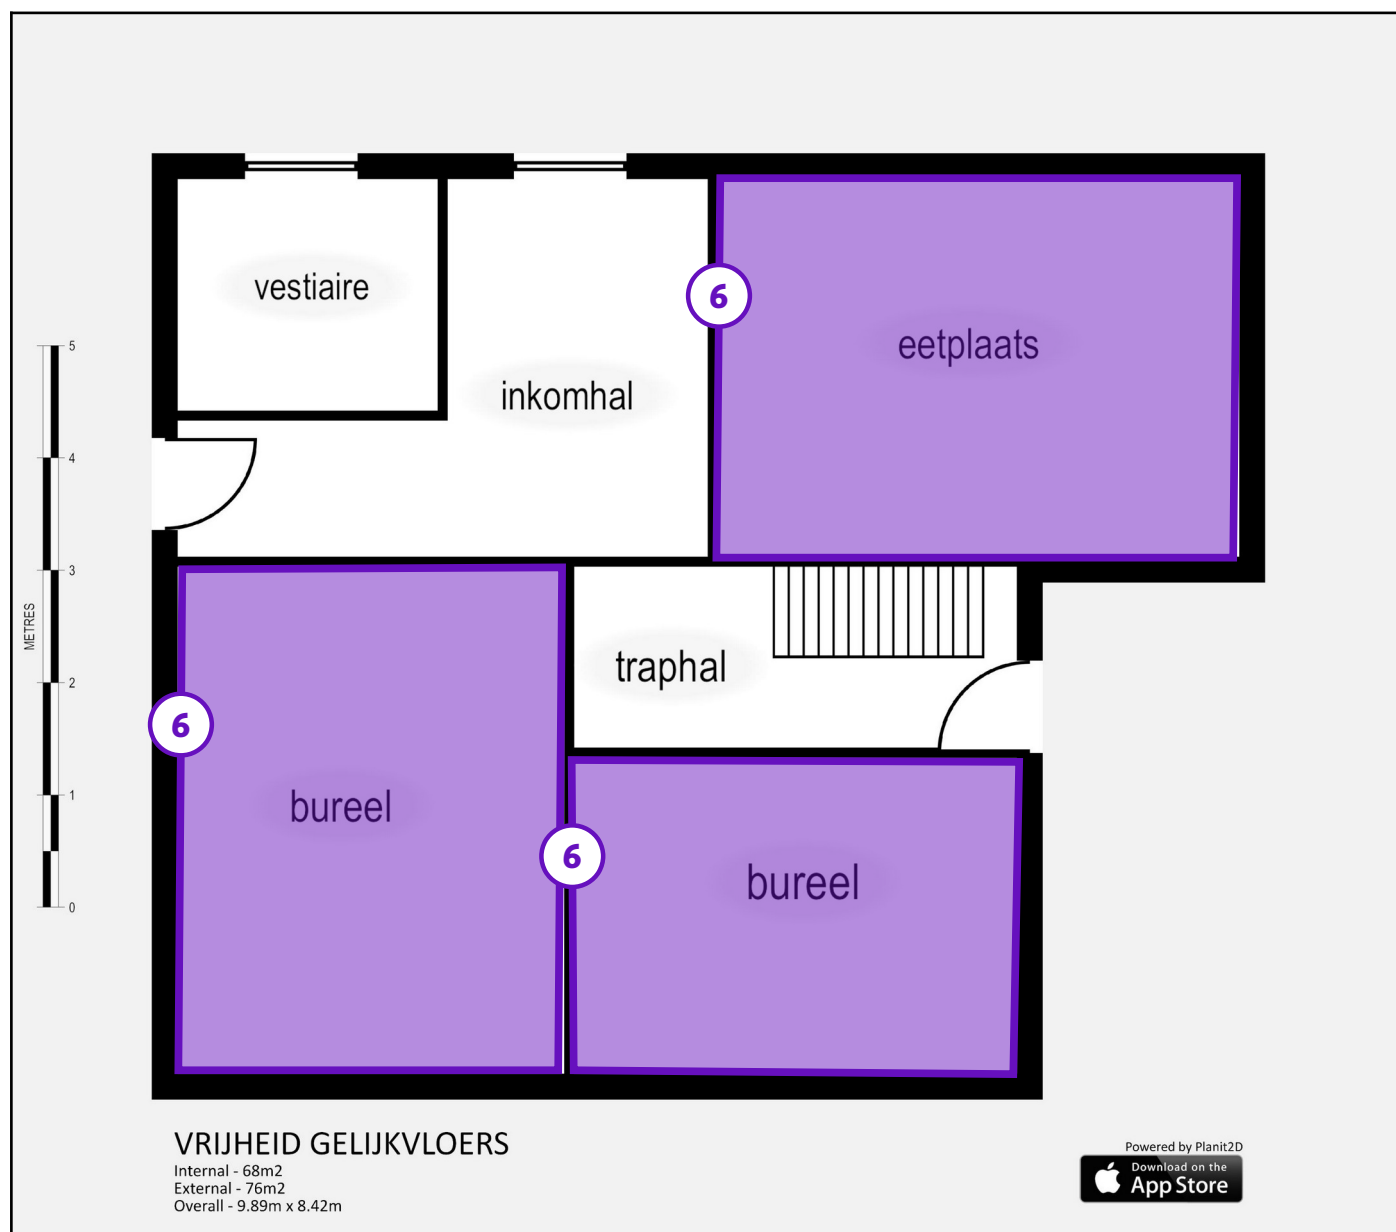 vestiaire
6
eetplaats
inkomhal
5
4
3
2
1
0
METRES
traphal
6
bureel
6
bureel
VRIJHEID GELIJKVLOERS
Internal - 68m2
External - 76m2
Overall - 9.89m x 8.42m
Powered by Planit2D
Download on the
App Store